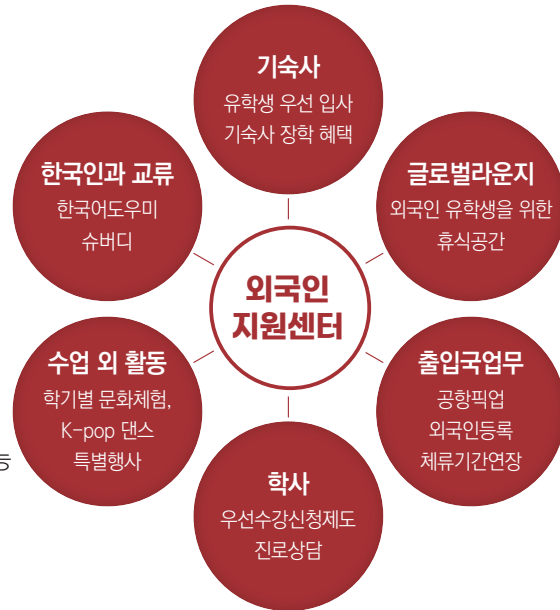 기숙사
유학생 우선 입사
기숙사 장학 혜택
한국인과 교류
한국어도우미
슈버디
글로벌라운지
외국인 유학생을 위한
휴식공간
외국인
지원센터
수업 외 활동
학기별 문화체험,
K-pop 댄스
특별행사
출입국업무
공항픽업
외국인등록
체류기간연장
능
학사
우선수강신청제도
진로상담